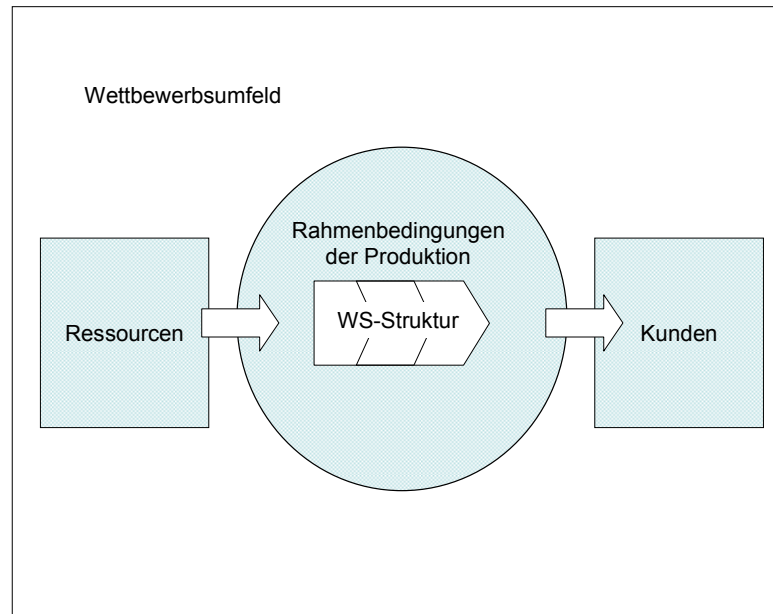 Wettbewerbsumfeld
Rahmenbedingungen
der Produktion
Ressourcen
WS-Struktur
Kunden